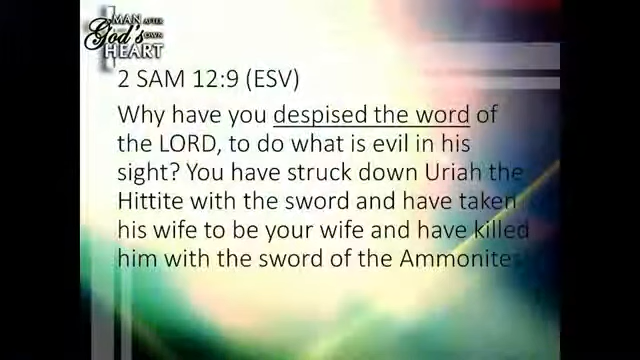 A
MAN AFTER
God's OWN
HEART
2 SAM 12:9 (ESV)
Why have you despised the word of
the LORD, to do what is evil in his
sight? You have struck down Uriah the
Hittite with the sword and have taken
his wife to be your wife and have killed
him with the sword of the Ammonites